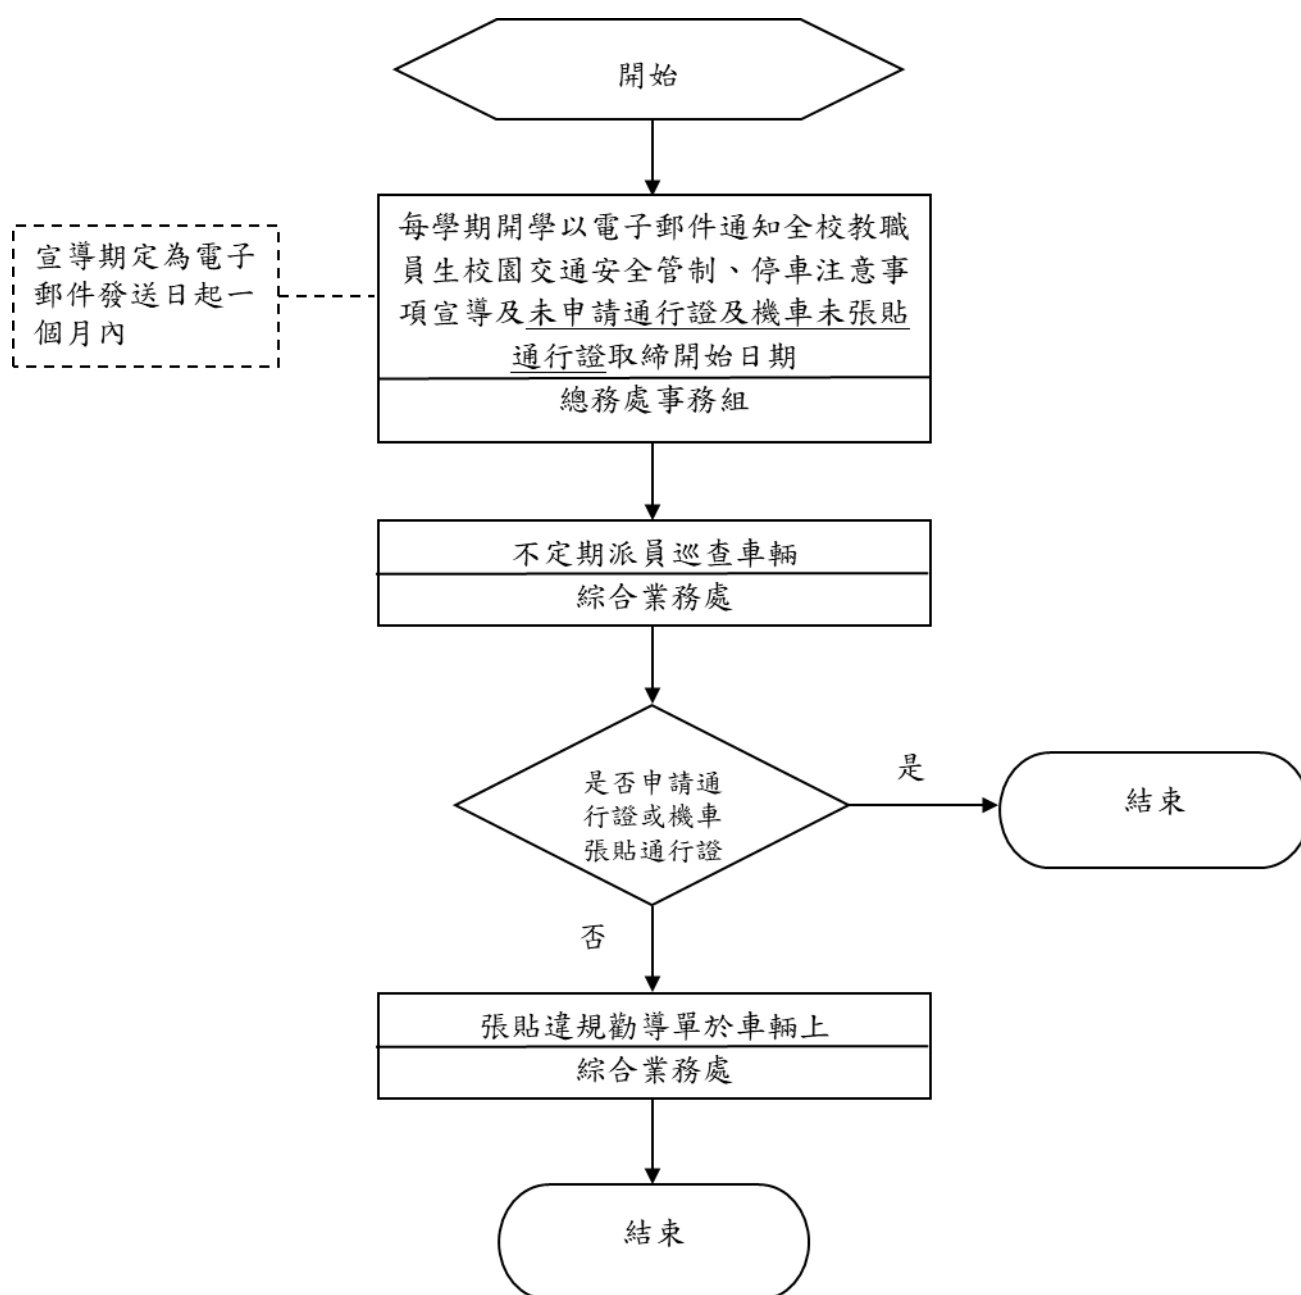 開始
每學期開學以電子郵件通知全校教職
員生校園交通安全管制、停車注意事
項宣導及未申請通行證及機車未張貼
通行證取締開始日期
總務處事務組
宣導期定為電子
郵件發送日起一
個月內
不定期派員巡查車輛
綜合業務處
是否申請通
行證或機車
張貼通行證
是
結束
否
張貼違規勸導單於車輛上
綜合業務處
結束